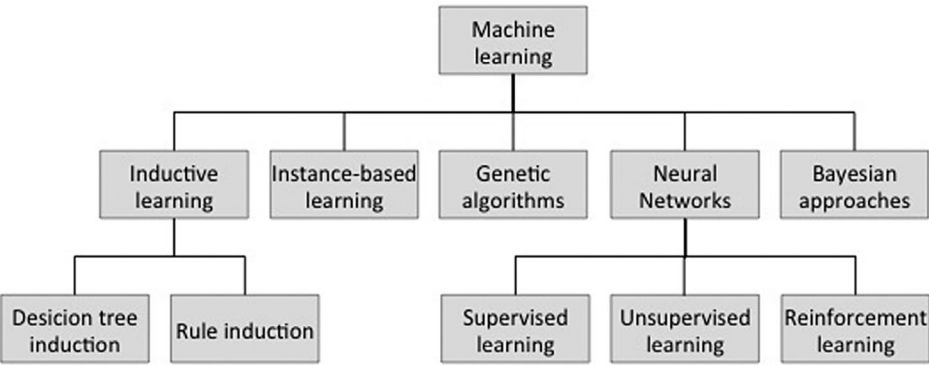 Machine
learning
Inductive
learning
Instance-based
learning
Genetic
algorithms
Neural
Networks
Bayesian
approaches
Desicion tree
induction
Rule induction
Supervised
learning
Unsupervised
learning
Reinforcement
learning